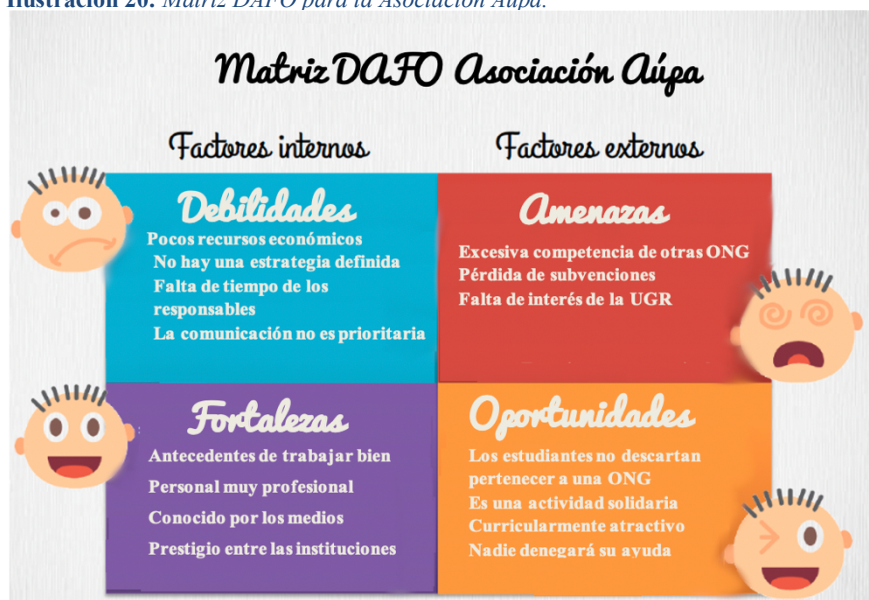 Ilustración 20. Matriz DAFO para la Asociación Aúpa.
Matriz DAFO Asociación Aúpa
Factores internos
Factores externos
Debilidades
Pocos recursos económicos
No hay una estrategia definida
Falta de tiempo de los
responsables
La comunicación no es prioritaria
Amenazas
Excesiva competencia de otras ONG
Pérdida de subvenciones
Falta de interés de la UGR
Fortalezas
Antecedentes de trabajar bien
Personal muy profesional
Conocido por los medios
Prestigio entre las instituciones
Oportunidades
Los estudiantes no descartan
pertenecer a una ONG
Es una actividad solidaria
Curricularmente atractivo
Nadie denegará su ayuda